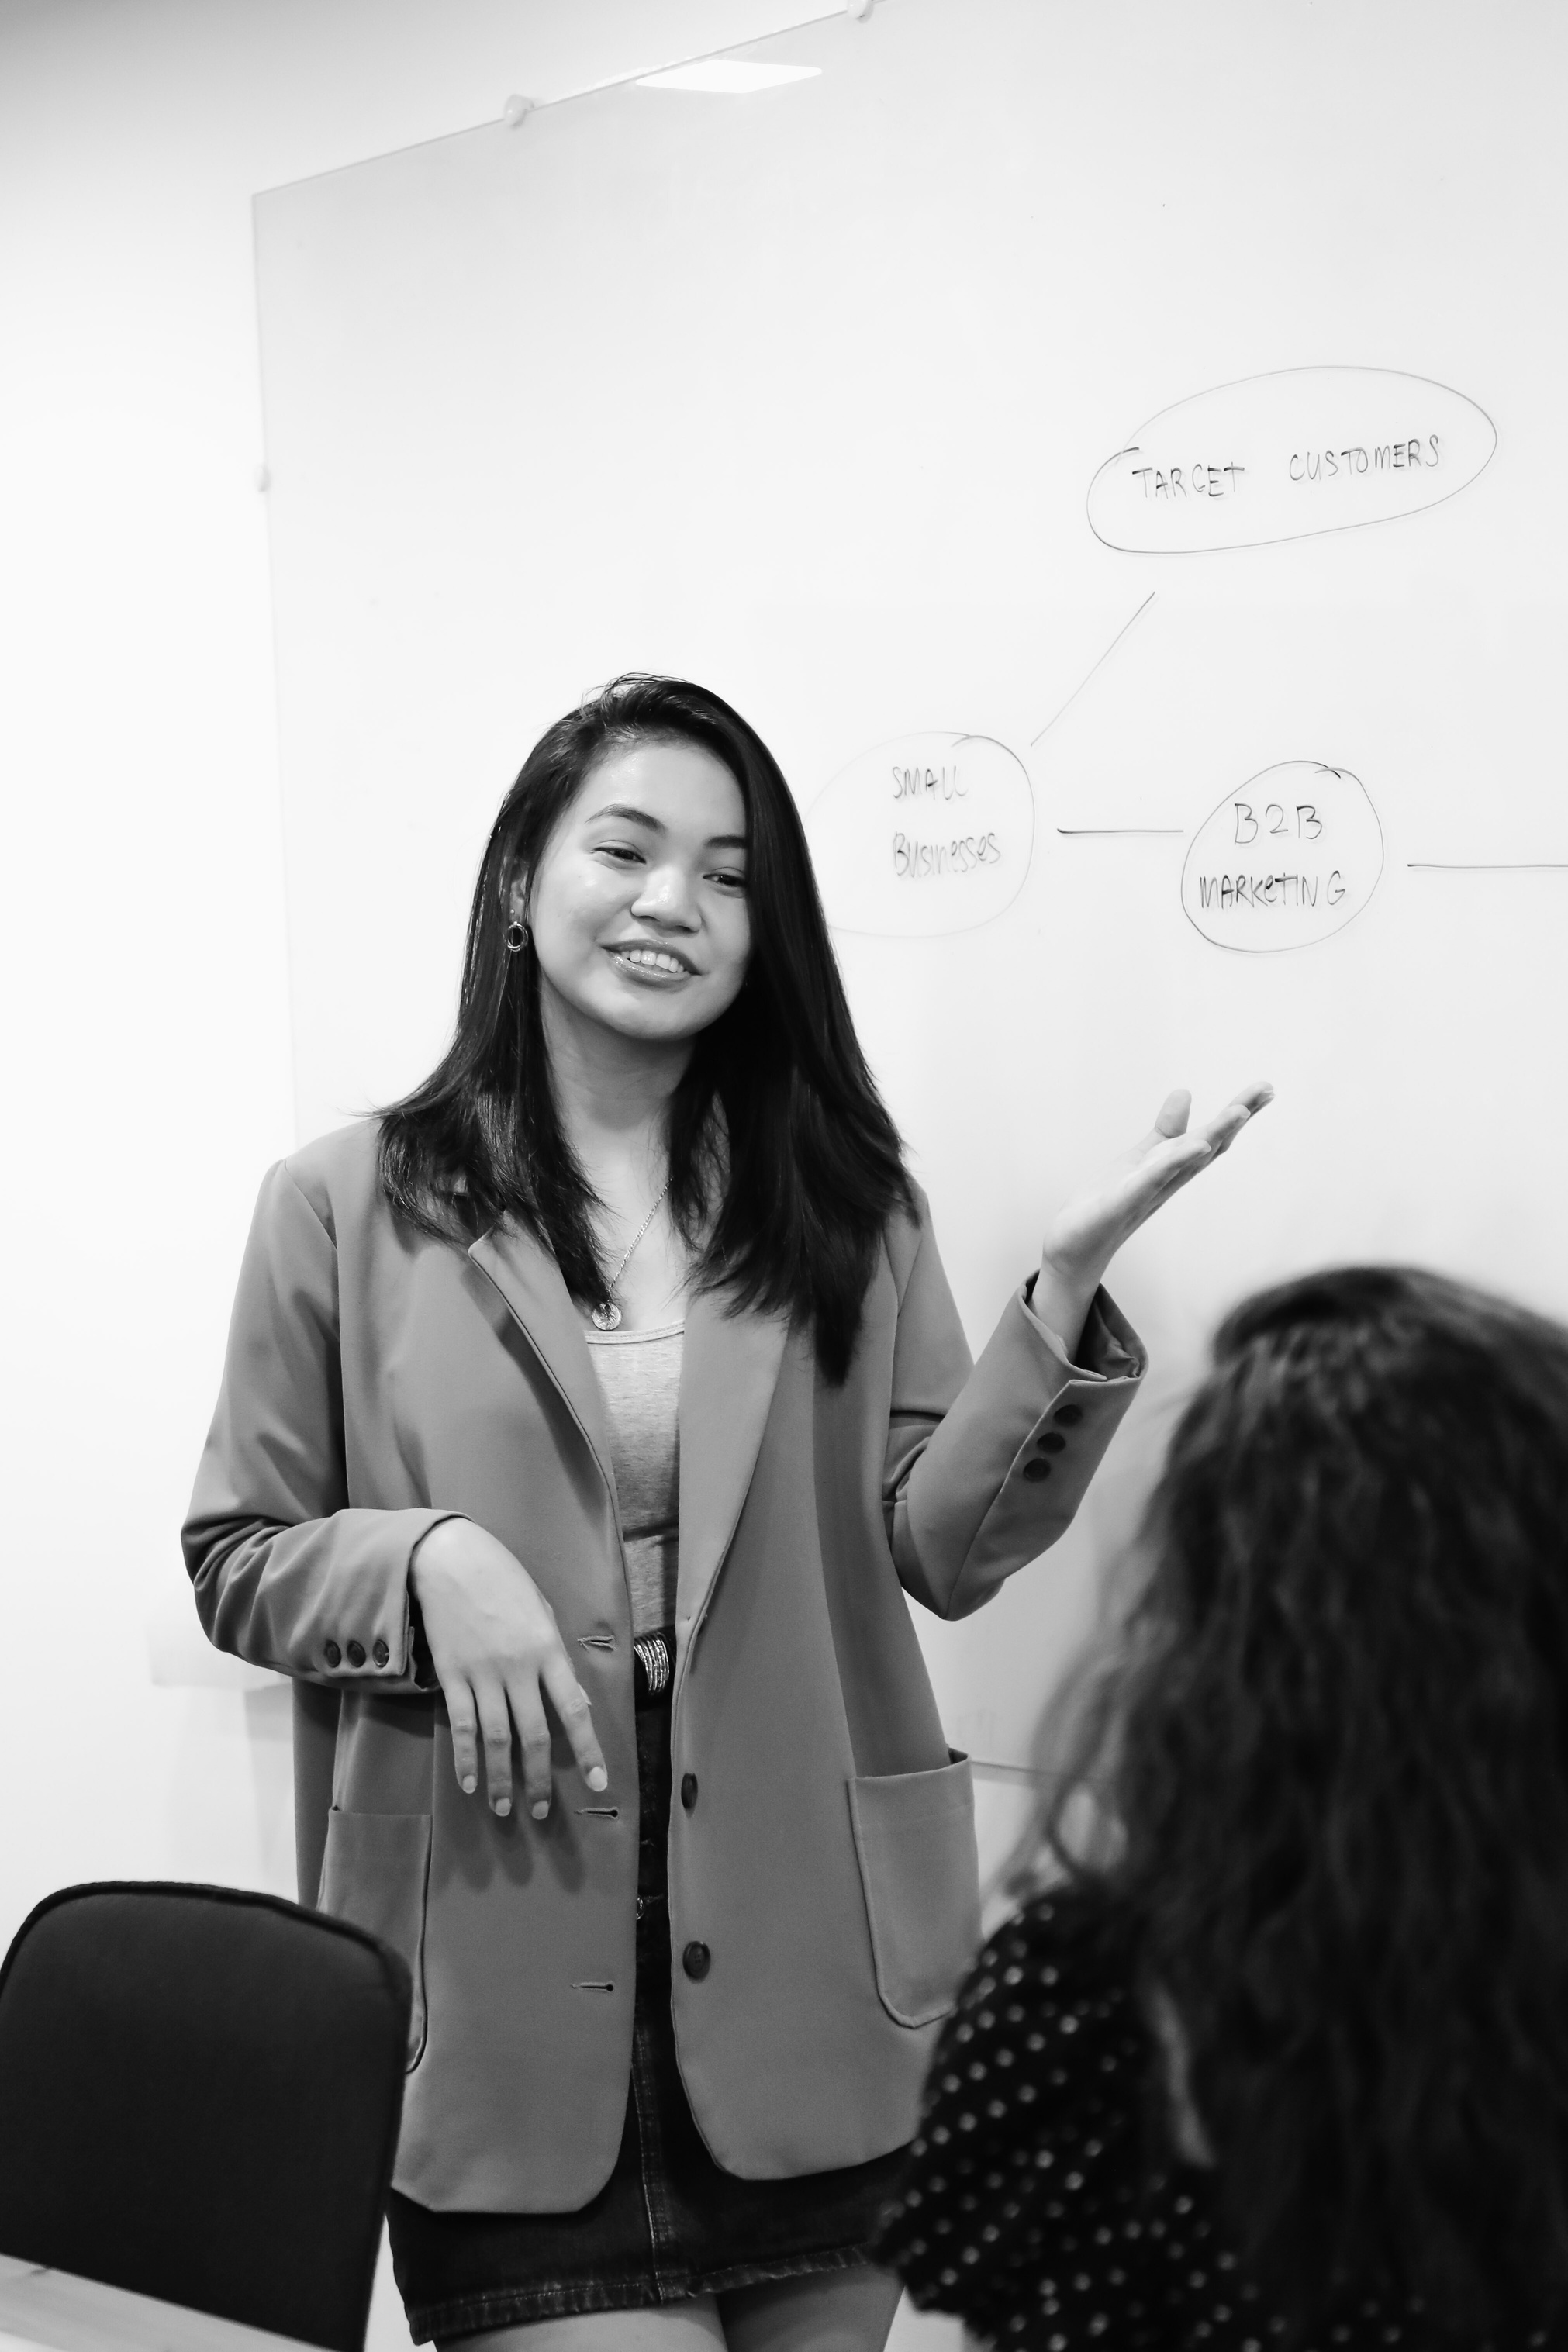 TARGET CUSTOMERS
SMALL
BUSINESSES
B2B
MARKETING